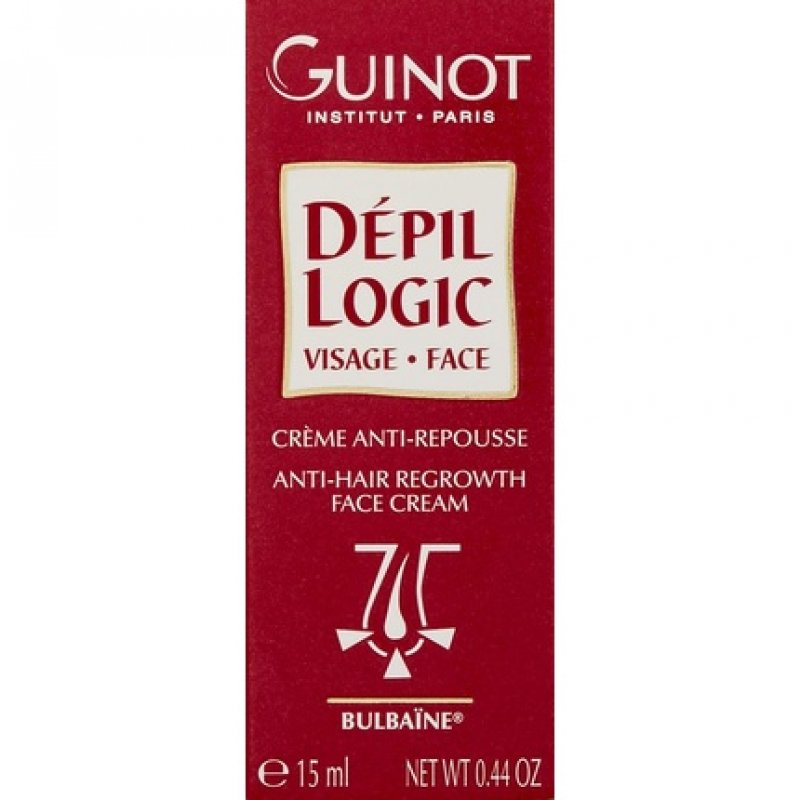 GUINOT
INSTITUT • PARIS
DÉPIL
LOGIC
VISAGE • FACE
CRÈME ANTI-REPOUSSE
ANTI-HAIR REGROWTH
FACE CREAM
BULBAÏNE®
℮ 15 ml NET WT 0.44 OZ